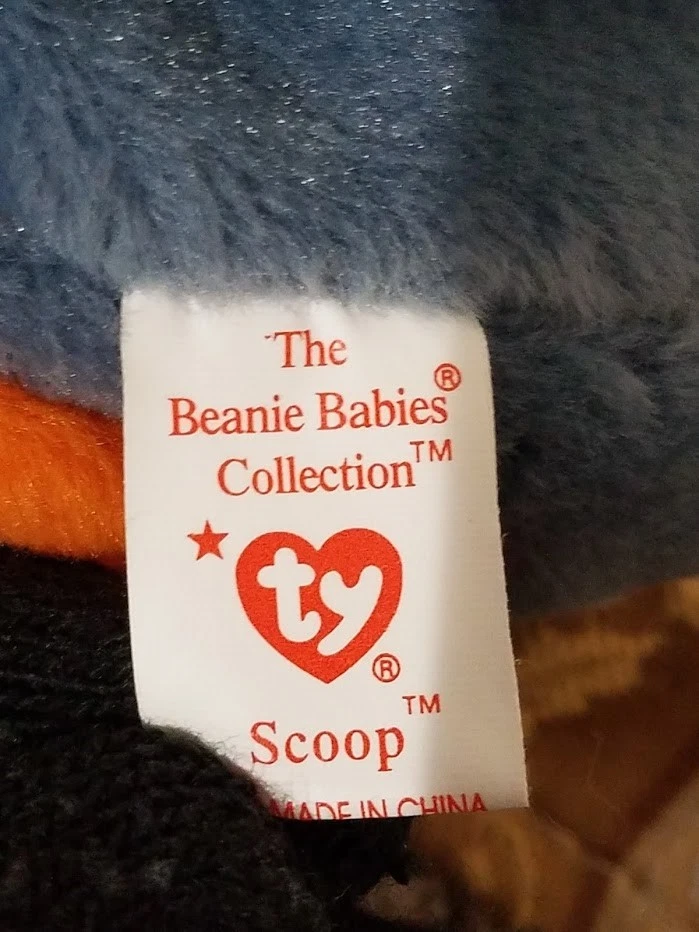 The
Beanie Babies®
Collection™
ty®
Scoop™
MADE IN CHINA